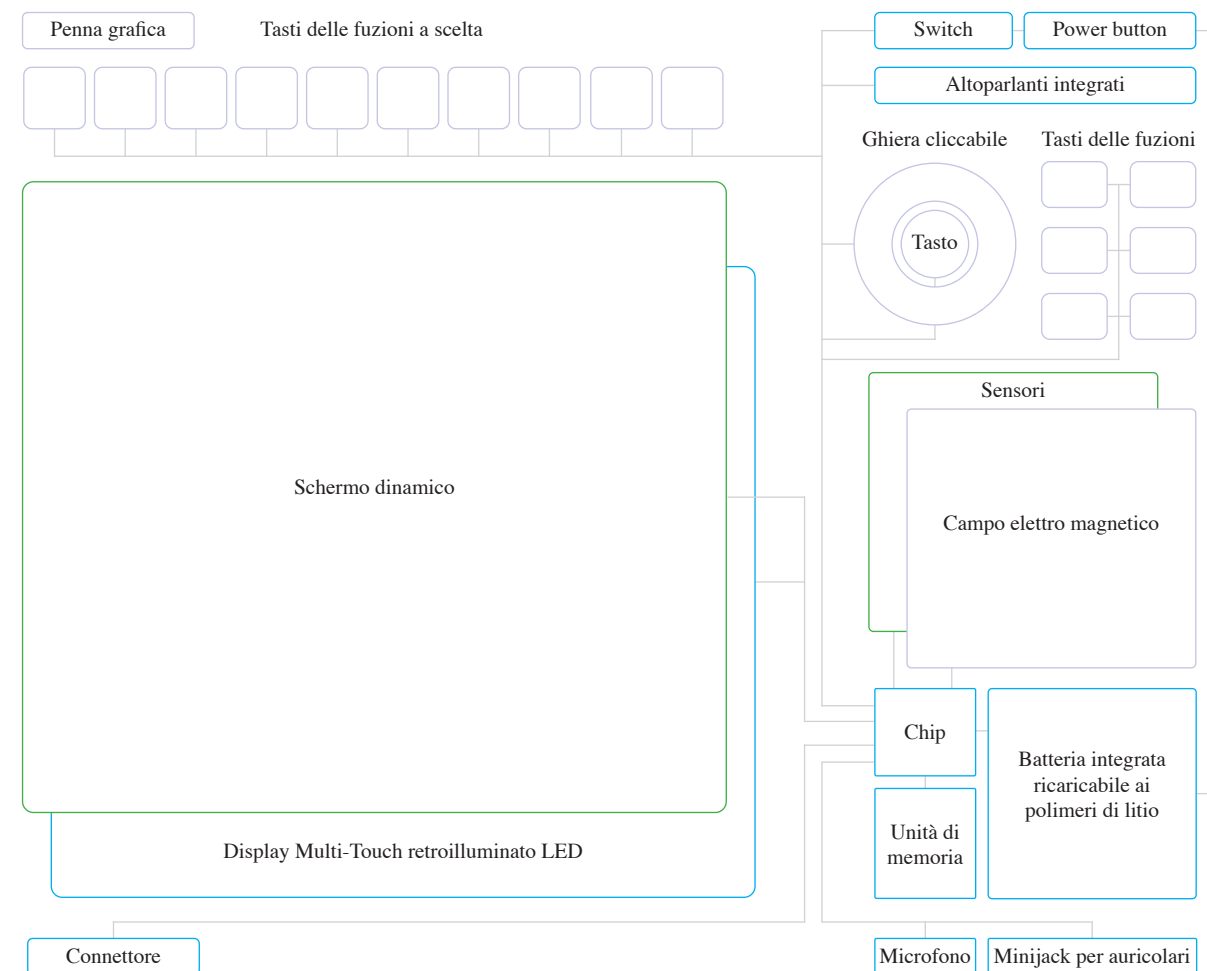 Penna grafica
Tasti delle fuzioni a scelta
Switch
Power button
Altoparlanti integrati
Ghiera cliccabile
Tasti delle fuzioni
Tasto
Sensori
Schermo dinamico
Campo elettro magnetico
Chip
Batteria integrata
ricaricabile ai
polimeri di litio
Unità di
memoria
Display Multi-Touch retroilluminato LED
Connettore
Microfono
Minijack per auricolari